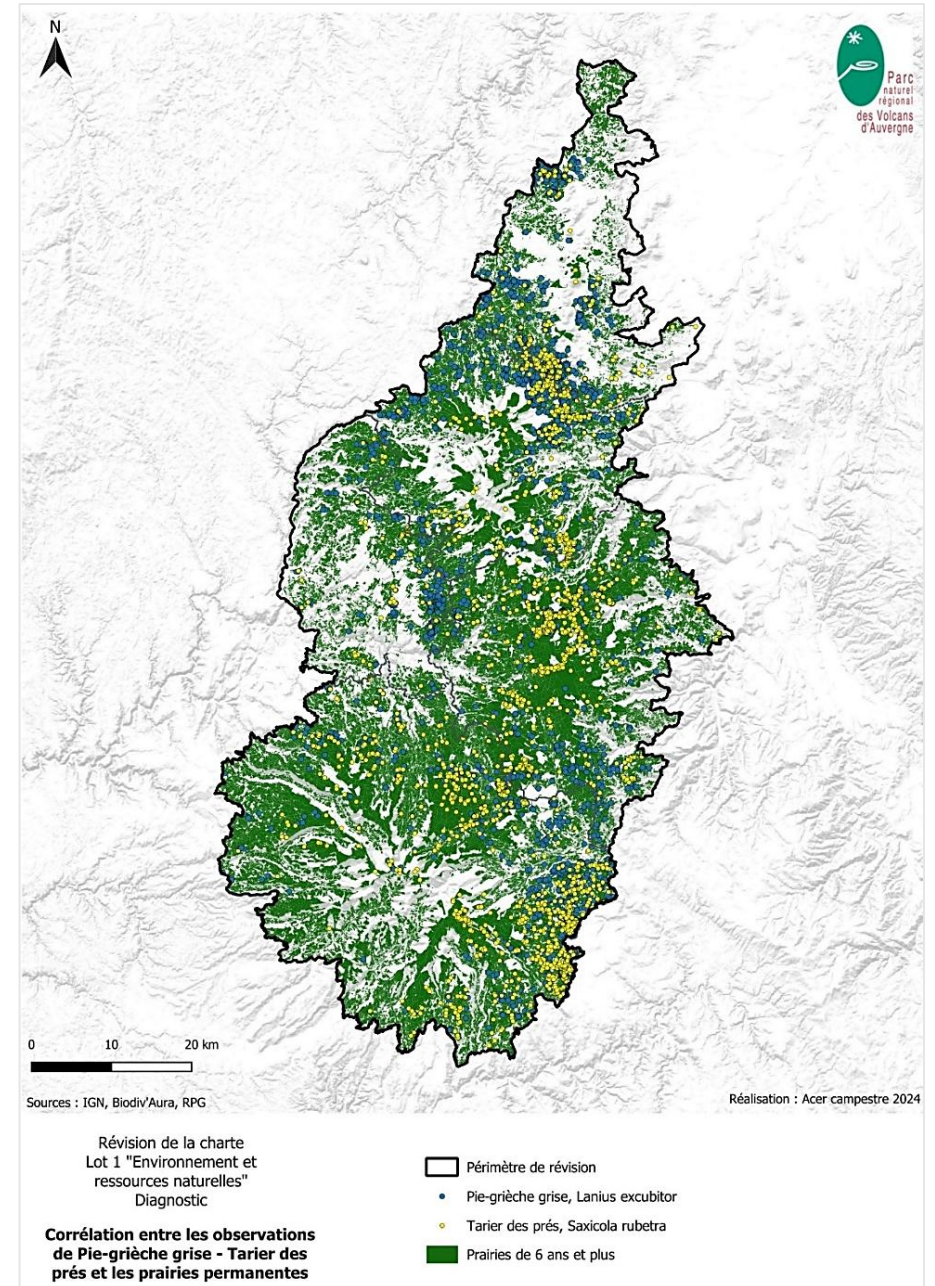 N
Parc
naturel
régional
des Volcans
d'Auvergne
0 10 20 km
Sources : IGN, Biodiv'Aura, RPG
Réalisation : Acer campestre 2024
Révision de la charte
Lot 1 "Environnement et
ressources naturelles"
Diagnostic
Corrélation entre les observations
de Pie-grièche grise - Tarier des
prés et les prairies permanentes
Périmètre de révision
Pie-grièche grise, Lanius excubitor
Tarier des prés, Saxicola rubetra
Prairies de 6 ans et plus